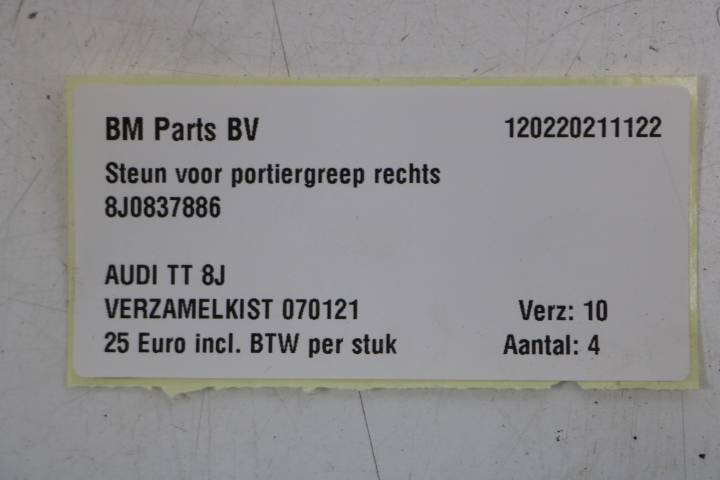 BM Parts BV 120220211122
Steun voor portiergreep rechts
8J0837886
AUDI TT 8J
VERZAMELKIST 070121 Verz: 10
25 Euro incl. BTW per stuk Aantal: 4